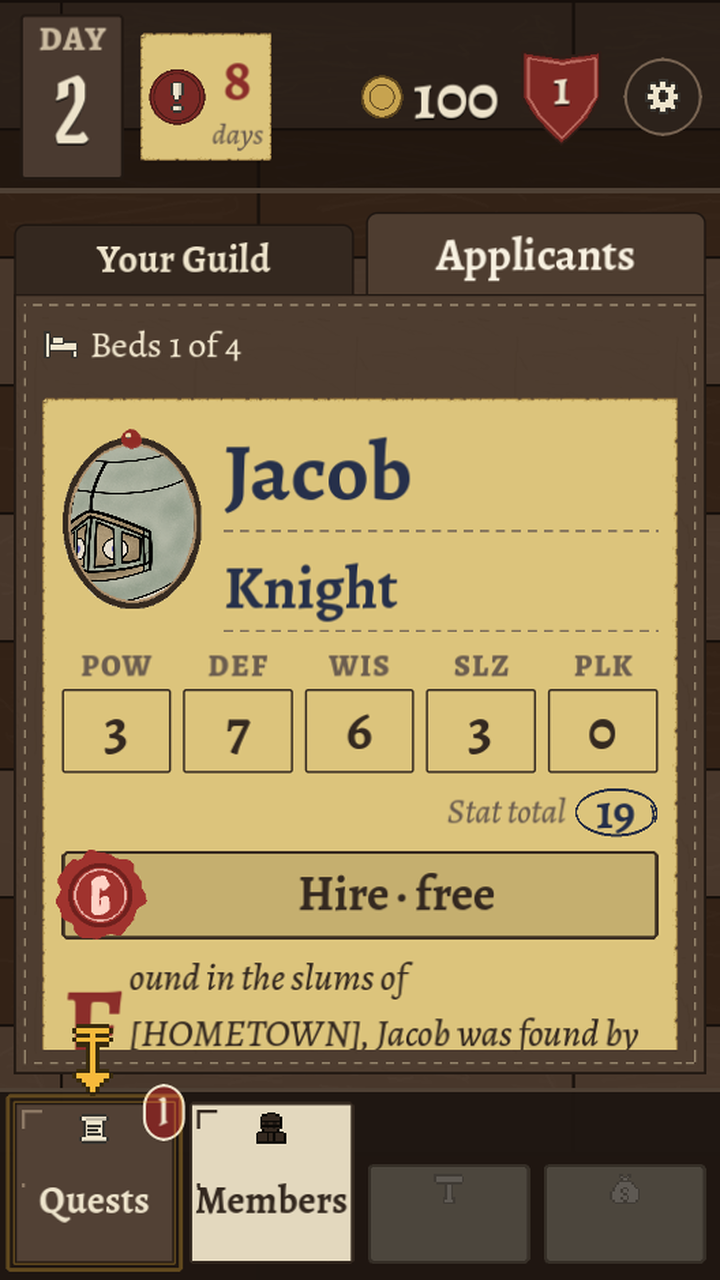 DAY
2
!
8
days
100
1
Your Guild
Applicants
Beds 1 of 4
Jacob
Knight
POW DEF WIS SLZ PLK
3 7 6 3 0
Stat total 19
G Hire · free
Found in the slums of
[HOMETOWN], Jacob was found by
1
Quests
Members